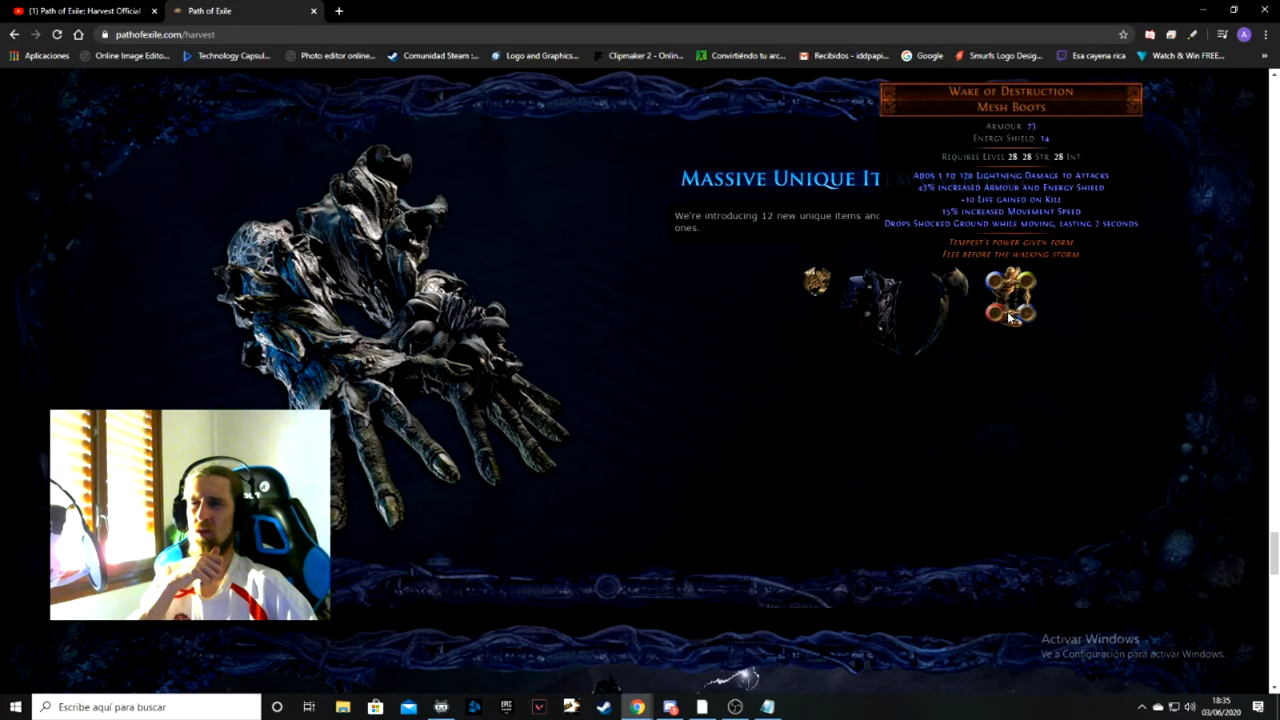 (1) Path of Exile: Harvest Official
Path of Exile
pathofexile.com/harvest
A
Aplicaciones
Online Image Edito...
Technology Capsul...
Photo editor online...
Comunidad Steam :...
Logo and Graphics...
Clipmaker 2 - Onlin...
Convirtiéndo tu arc...
Recibidos - iddpapi...
Google
Smurfs Logo Desig...
Esa cayena rica
Watch & Win FREE...
Wake of Destruction
Mesh Boots
Armour: 73
Energy Shield: 14
Requires Level 28, 28 Str, 28 Int
Adds 1 to 120 Lightning Damage to Attacks
43% increased Armour and Energy Shield
+10 Life gained on Kill
15% increased Movement Speed
Drops Shocked Ground while moving, lasting 2 seconds
Tempest's power given form.
Flee before the walking storm.
Massive Unique Item
We're introducing 12 new unique items and
ones.
Activar Windows
Ve a Configuración para activar Windows.
Escribe aquí para buscar
EPIC
18:35
03/06/2020